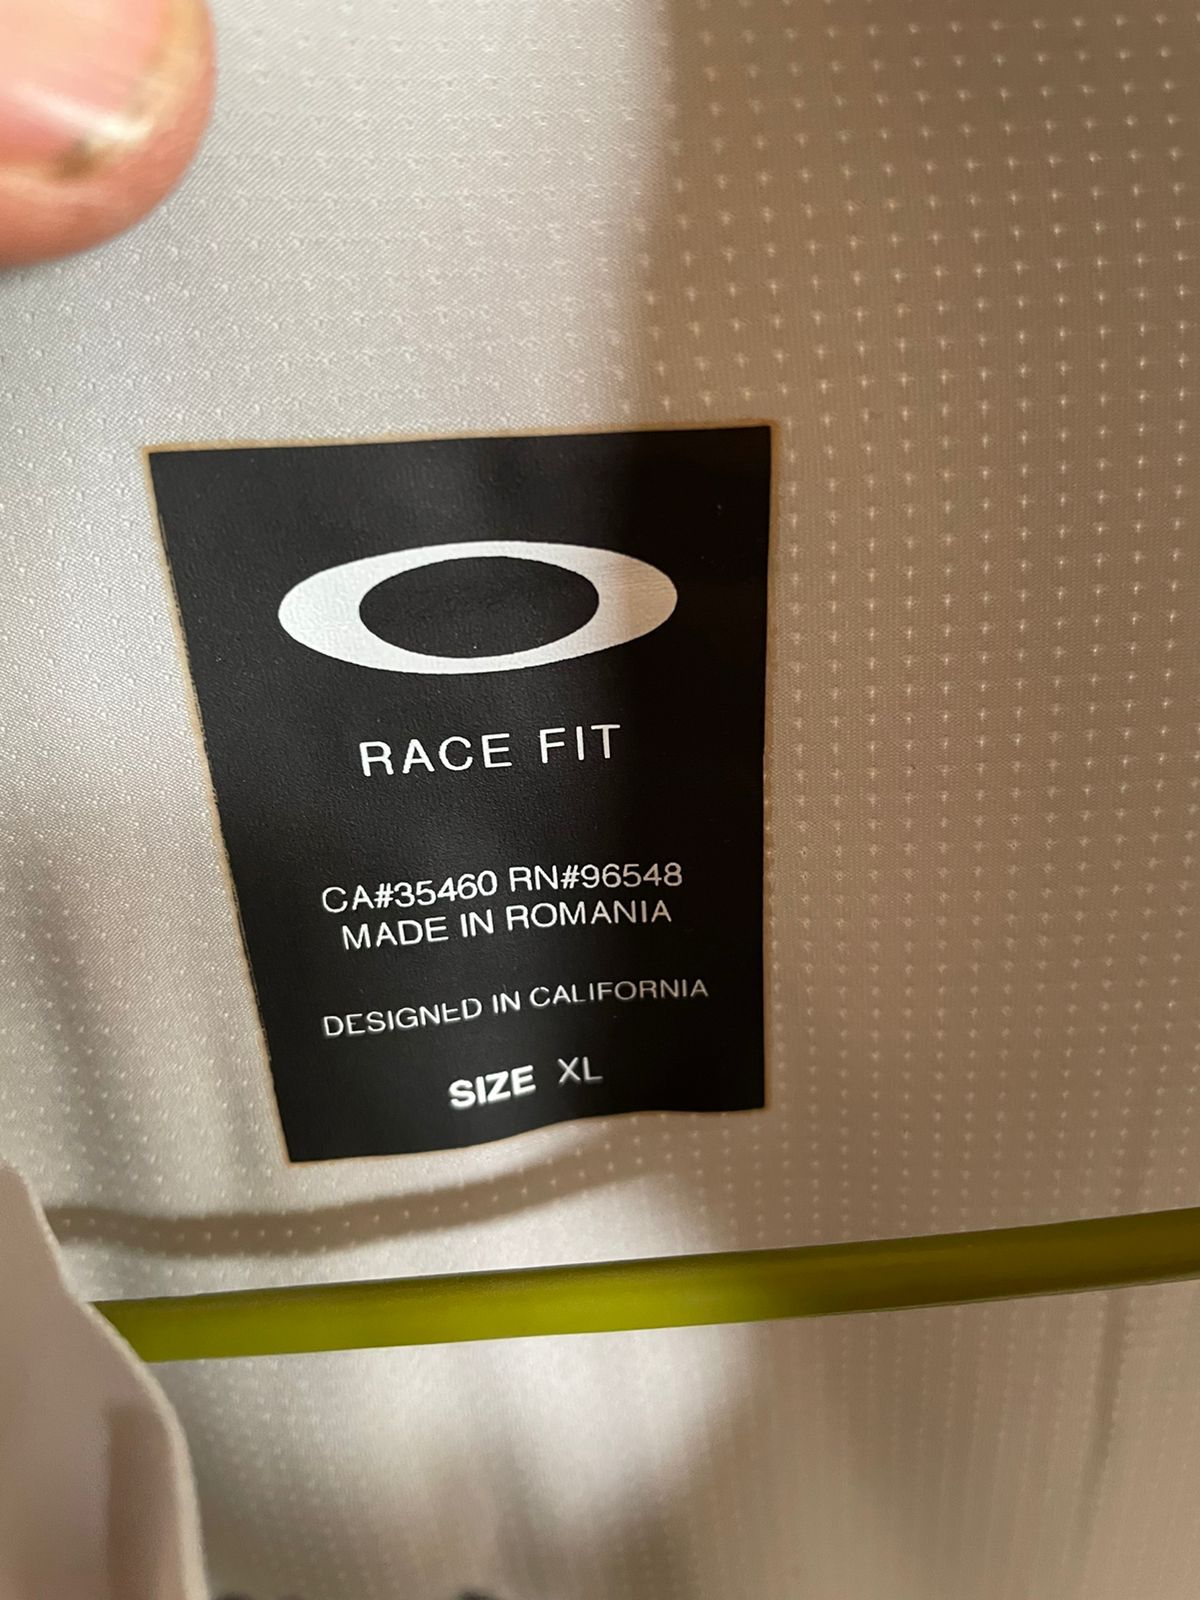 RACE FIT
CA#35460 RN#96548
MADE IN ROMANIA
DESIGNED IN CALIFORNIA
SIZE XL